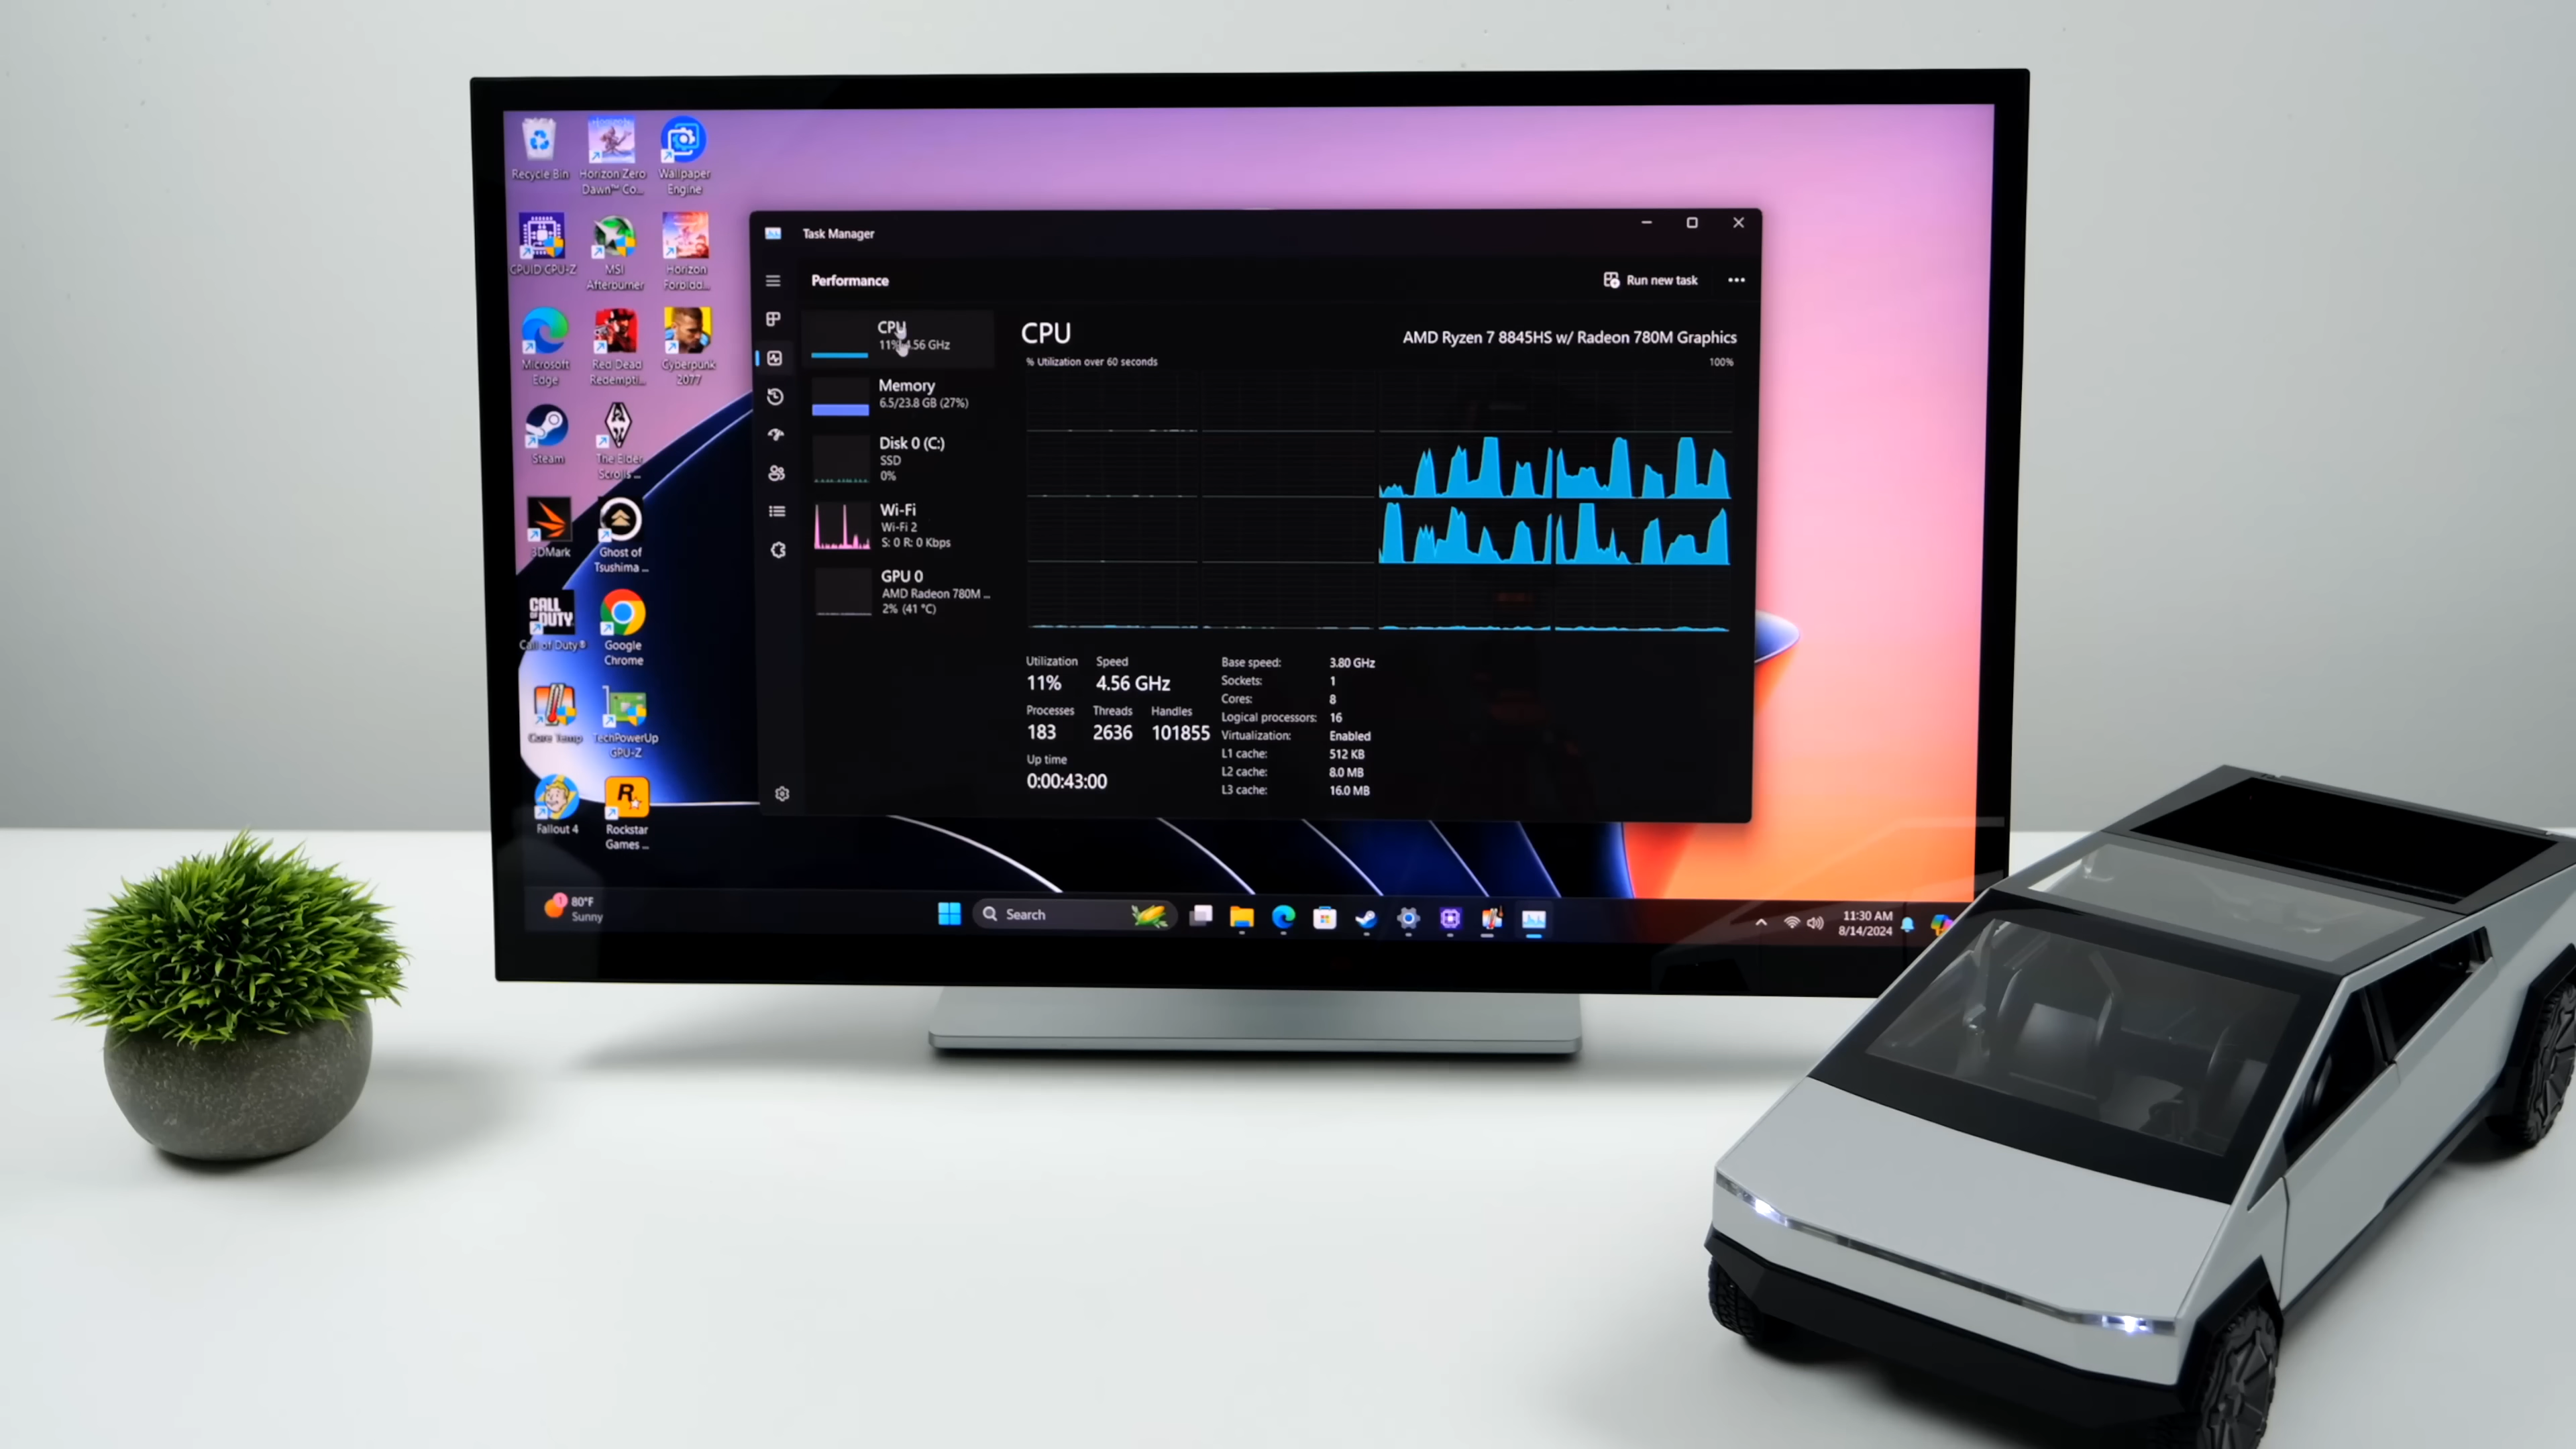 Recycle Bin
Horizon Zero
Dawn™ Co...
Wallpaper
Engine
CPUID CPU-Z
MSI
Afterburner
Horizon
Forbidd...
Microsoft
Edge
Red Dead
Redempti...
Cyberpunk
2077
Steam
The Elder
Scrolls ...
3DMark
Ghost of
Tsushima ...
CALL OF DUTY
Call of Duty®
Google
Chrome
Core Temp
TechPowerUp
GPU-Z
Fallout 4
R
Rockstar
Games ...
Task Manager
Performance
Run new task
CPU
11% 4.56 GHz
Memory
6.5/23.8 GB (27%)
Disk 0 (C:)
SSD
0%
Wi-Fi
Wi-Fi 2
S: 0 R: 0 Kbps
GPU 0
AMD Radeon 780M ...
2% (41 °C)
CPU
AMD Ryzen 7 8845HS w/ Radeon 780M Graphics
% Utilization over 60 seconds
100%
Utilization
11%
Speed
4.56 GHz
Processes
183
Threads
2636
Handles
101855
Up time
0:00:43:00
Base speed: 3.80 GHz
Sockets: 1
Cores: 8
Logical processors: 16
Virtualization: Enabled
L1 cache: 512 KB
L2 cache: 8.0 MB
L3 cache: 16.0 MB
1
80°F
Sunny
Search
11:30 AM
8/14/2024